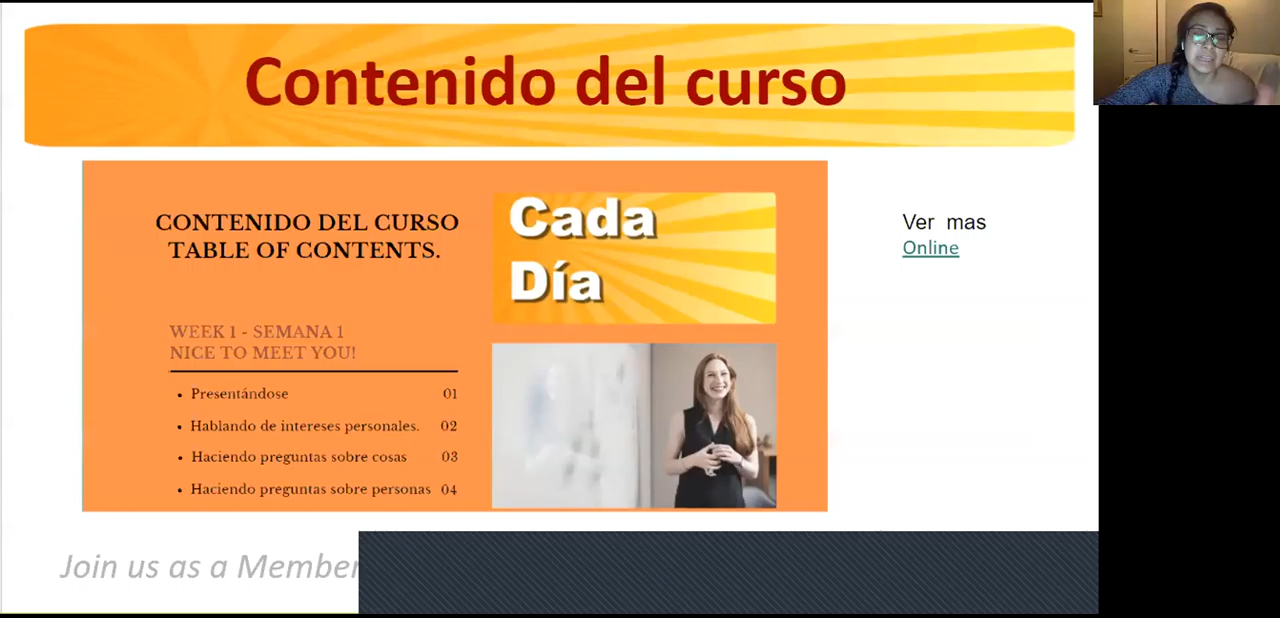 Contenido del curso
CONTENIDO DEL CURSO
TABLE OF CONTENTS.
WEEK 1 - SEMANA 1
NICE TO MEET YOU!
• Presentándose 01
• Hablando de intereses personales. 02
• Haciendo preguntas sobre cosas 03
• Haciendo preguntas sobre personas 04
Cada
Día
Ver mas
Online
Join us as a Member